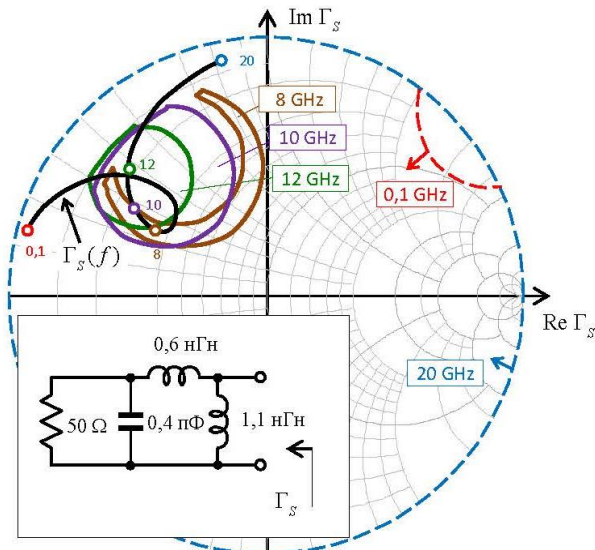 Im Γ_S
20
8 GHz
10 GHz
12
12 GHz
0,1 GHz
10
0,1
8
Γ_S(f)
Re Γ_S
0,6 нГн
20 GHz
50 Ω
0,4 пФ
1,1 нГн
Γ_S